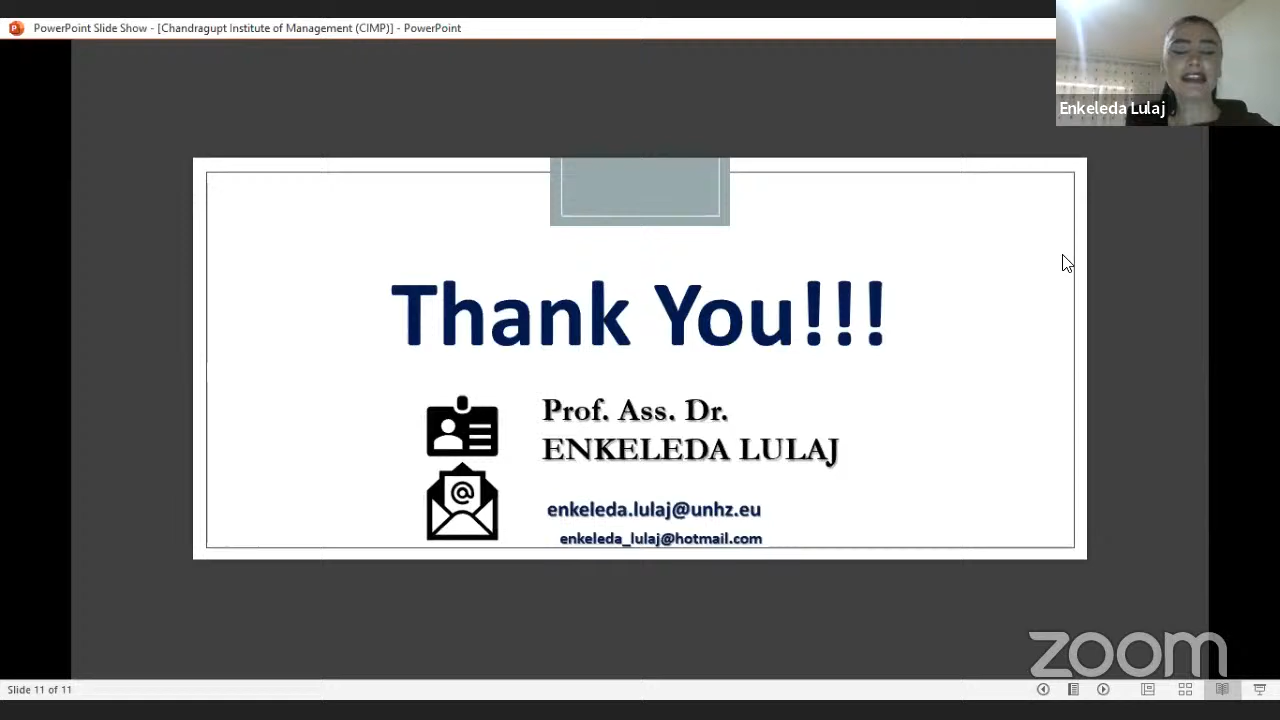 PowerPoint Slide Show - [Chandragupt Institute of Management (CIMP)] - PowerPoint
Enkeleda Lulaj
Thank You!!!
Prof. Ass. Dr.
ENKELEDA LULAJ
@
enkeleda.lulaj@unhz.eu
enkeleda_lulaj@hotmail.com
zoom
Slide 11 of 11